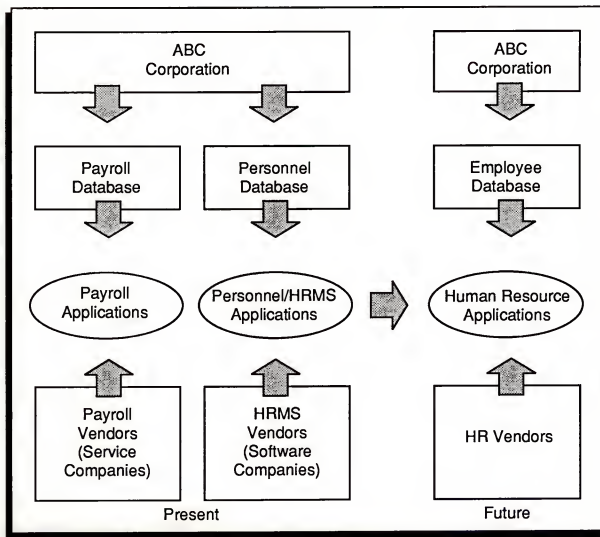 ABC
Corporation
ABC
Corporation
Payroll
Database
Personnel
Database
Employee
Database
Payroll
Applications
Personnel/HRMS
Applications
Human Resource
Applications
Payroll
Vendors
(Service
Companies)
HRMS
Vendors
(Software
Companies)
HR Vendors
Present
Future